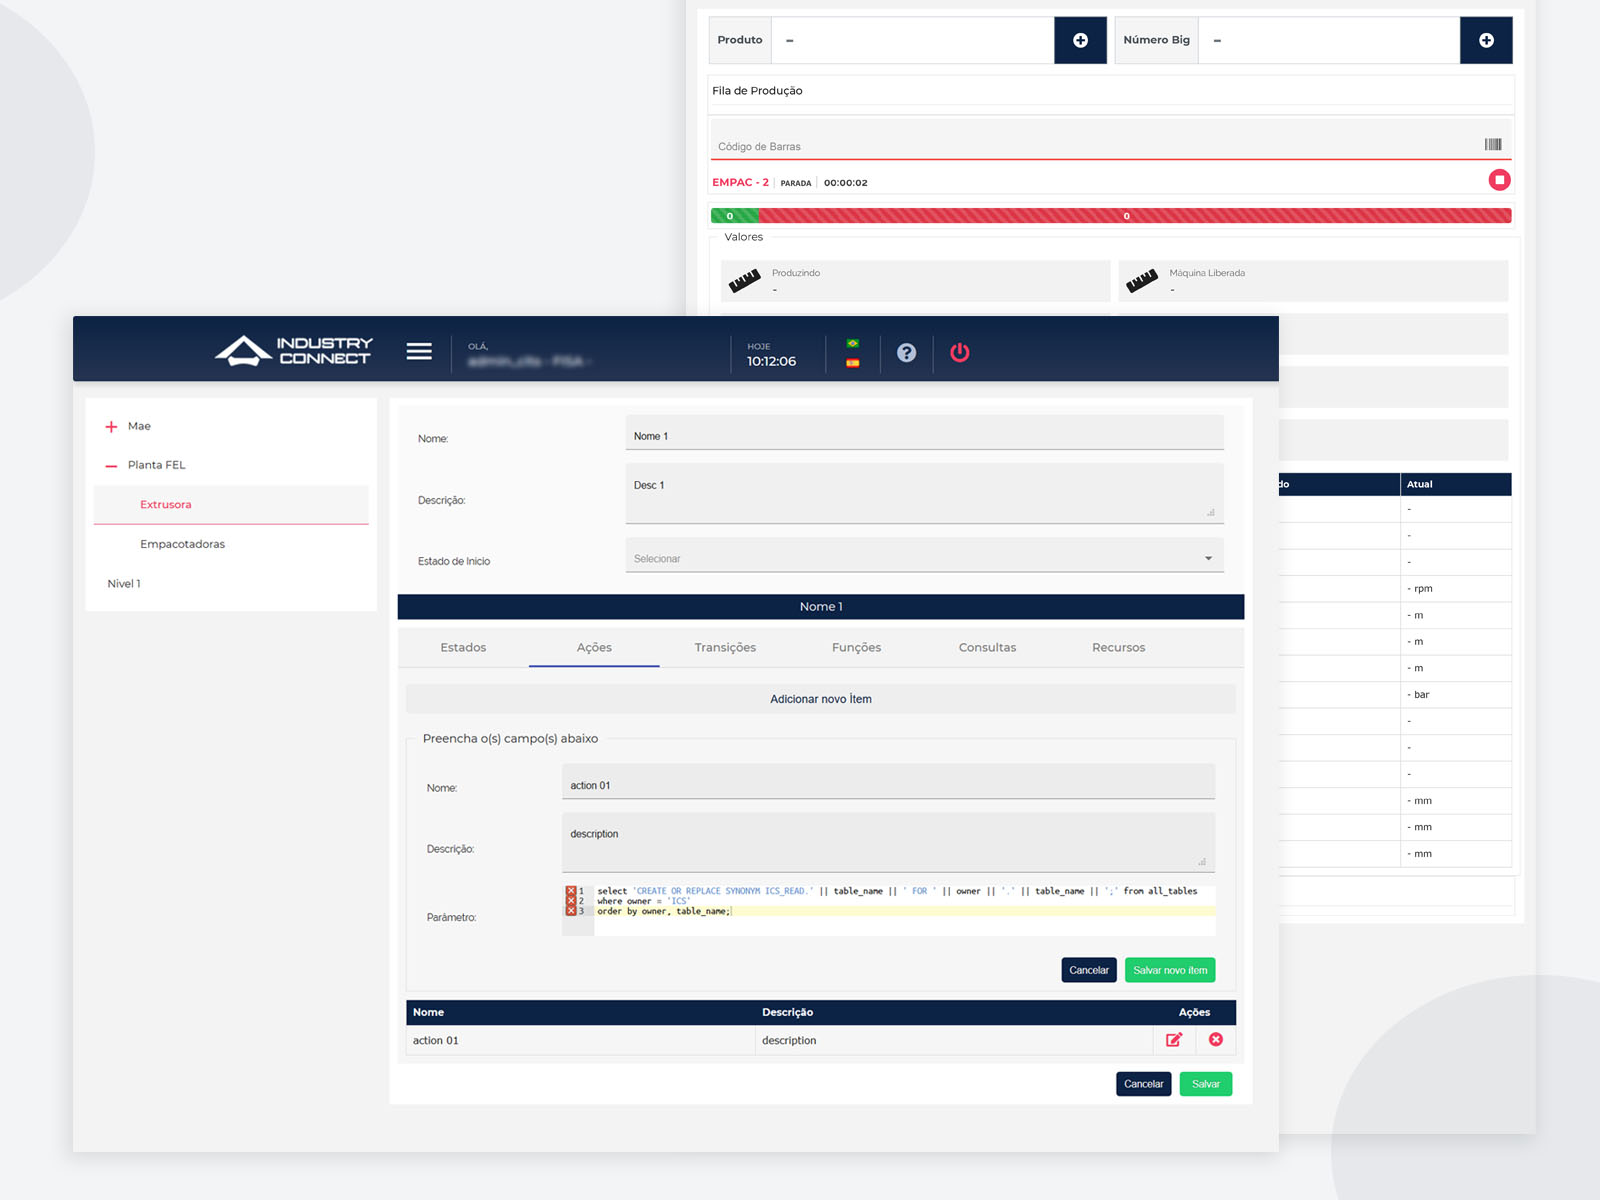 Produto
-
Número Big
-
Fila de Produção
Código de Barras
EMPAC - 2 | PARADA | 00:00:02
0
0
Valores
Produzindo
-
Máquina Liberada
-
INDUSTRY
CONNECT
OLÁ,
HOJE
10:12:06
?
Mae
Planta FEL
Extrusora
Empacotadoras
Nivel 1
Nome:
Nome 1
Descrição:
Desc 1
Estado de Inicio
Selecionar
Nome 1
Estados
Ações
Transições
Funções
Consultas
Recursos
Adicionar novo Ítem
Preencha o(s) campo(s) abaixo
Nome:
action 01
Descrição:
description
Parâmetro:
1 select 'CREATE OR REPLACE SYNONYM ICS_READ.' || table_name || ' FOR ' || owner || '.' || table_name || ';' from all_tables
2 where owner = 'ICS'
3 order by owner, table_name;
Cancelar
Salvar novo ítem
Nome
Descrição
Ações
action 01
description
Cancelar
Salvar
do
Atual
-
-
-
- rpm
- m
- m
- m
- bar
-
-
-
- mm
- mm
- mm